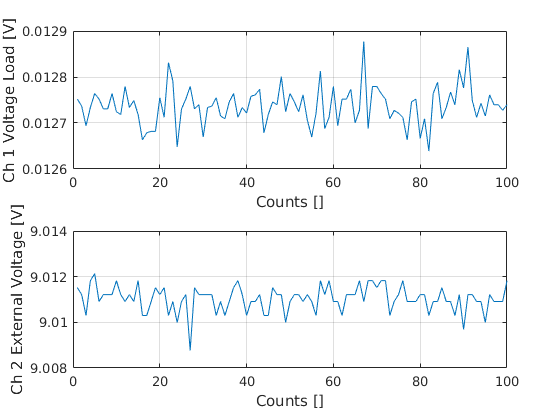 0.0129
0.0128
0.0127
0.0126
Ch 1 Voltage Load [V]
0 20 40 60 80 100
Counts []
9.014
9.012
9.01
9.008
Ch 2 External Voltage [V]
0 20 40 60 80 100
Counts []